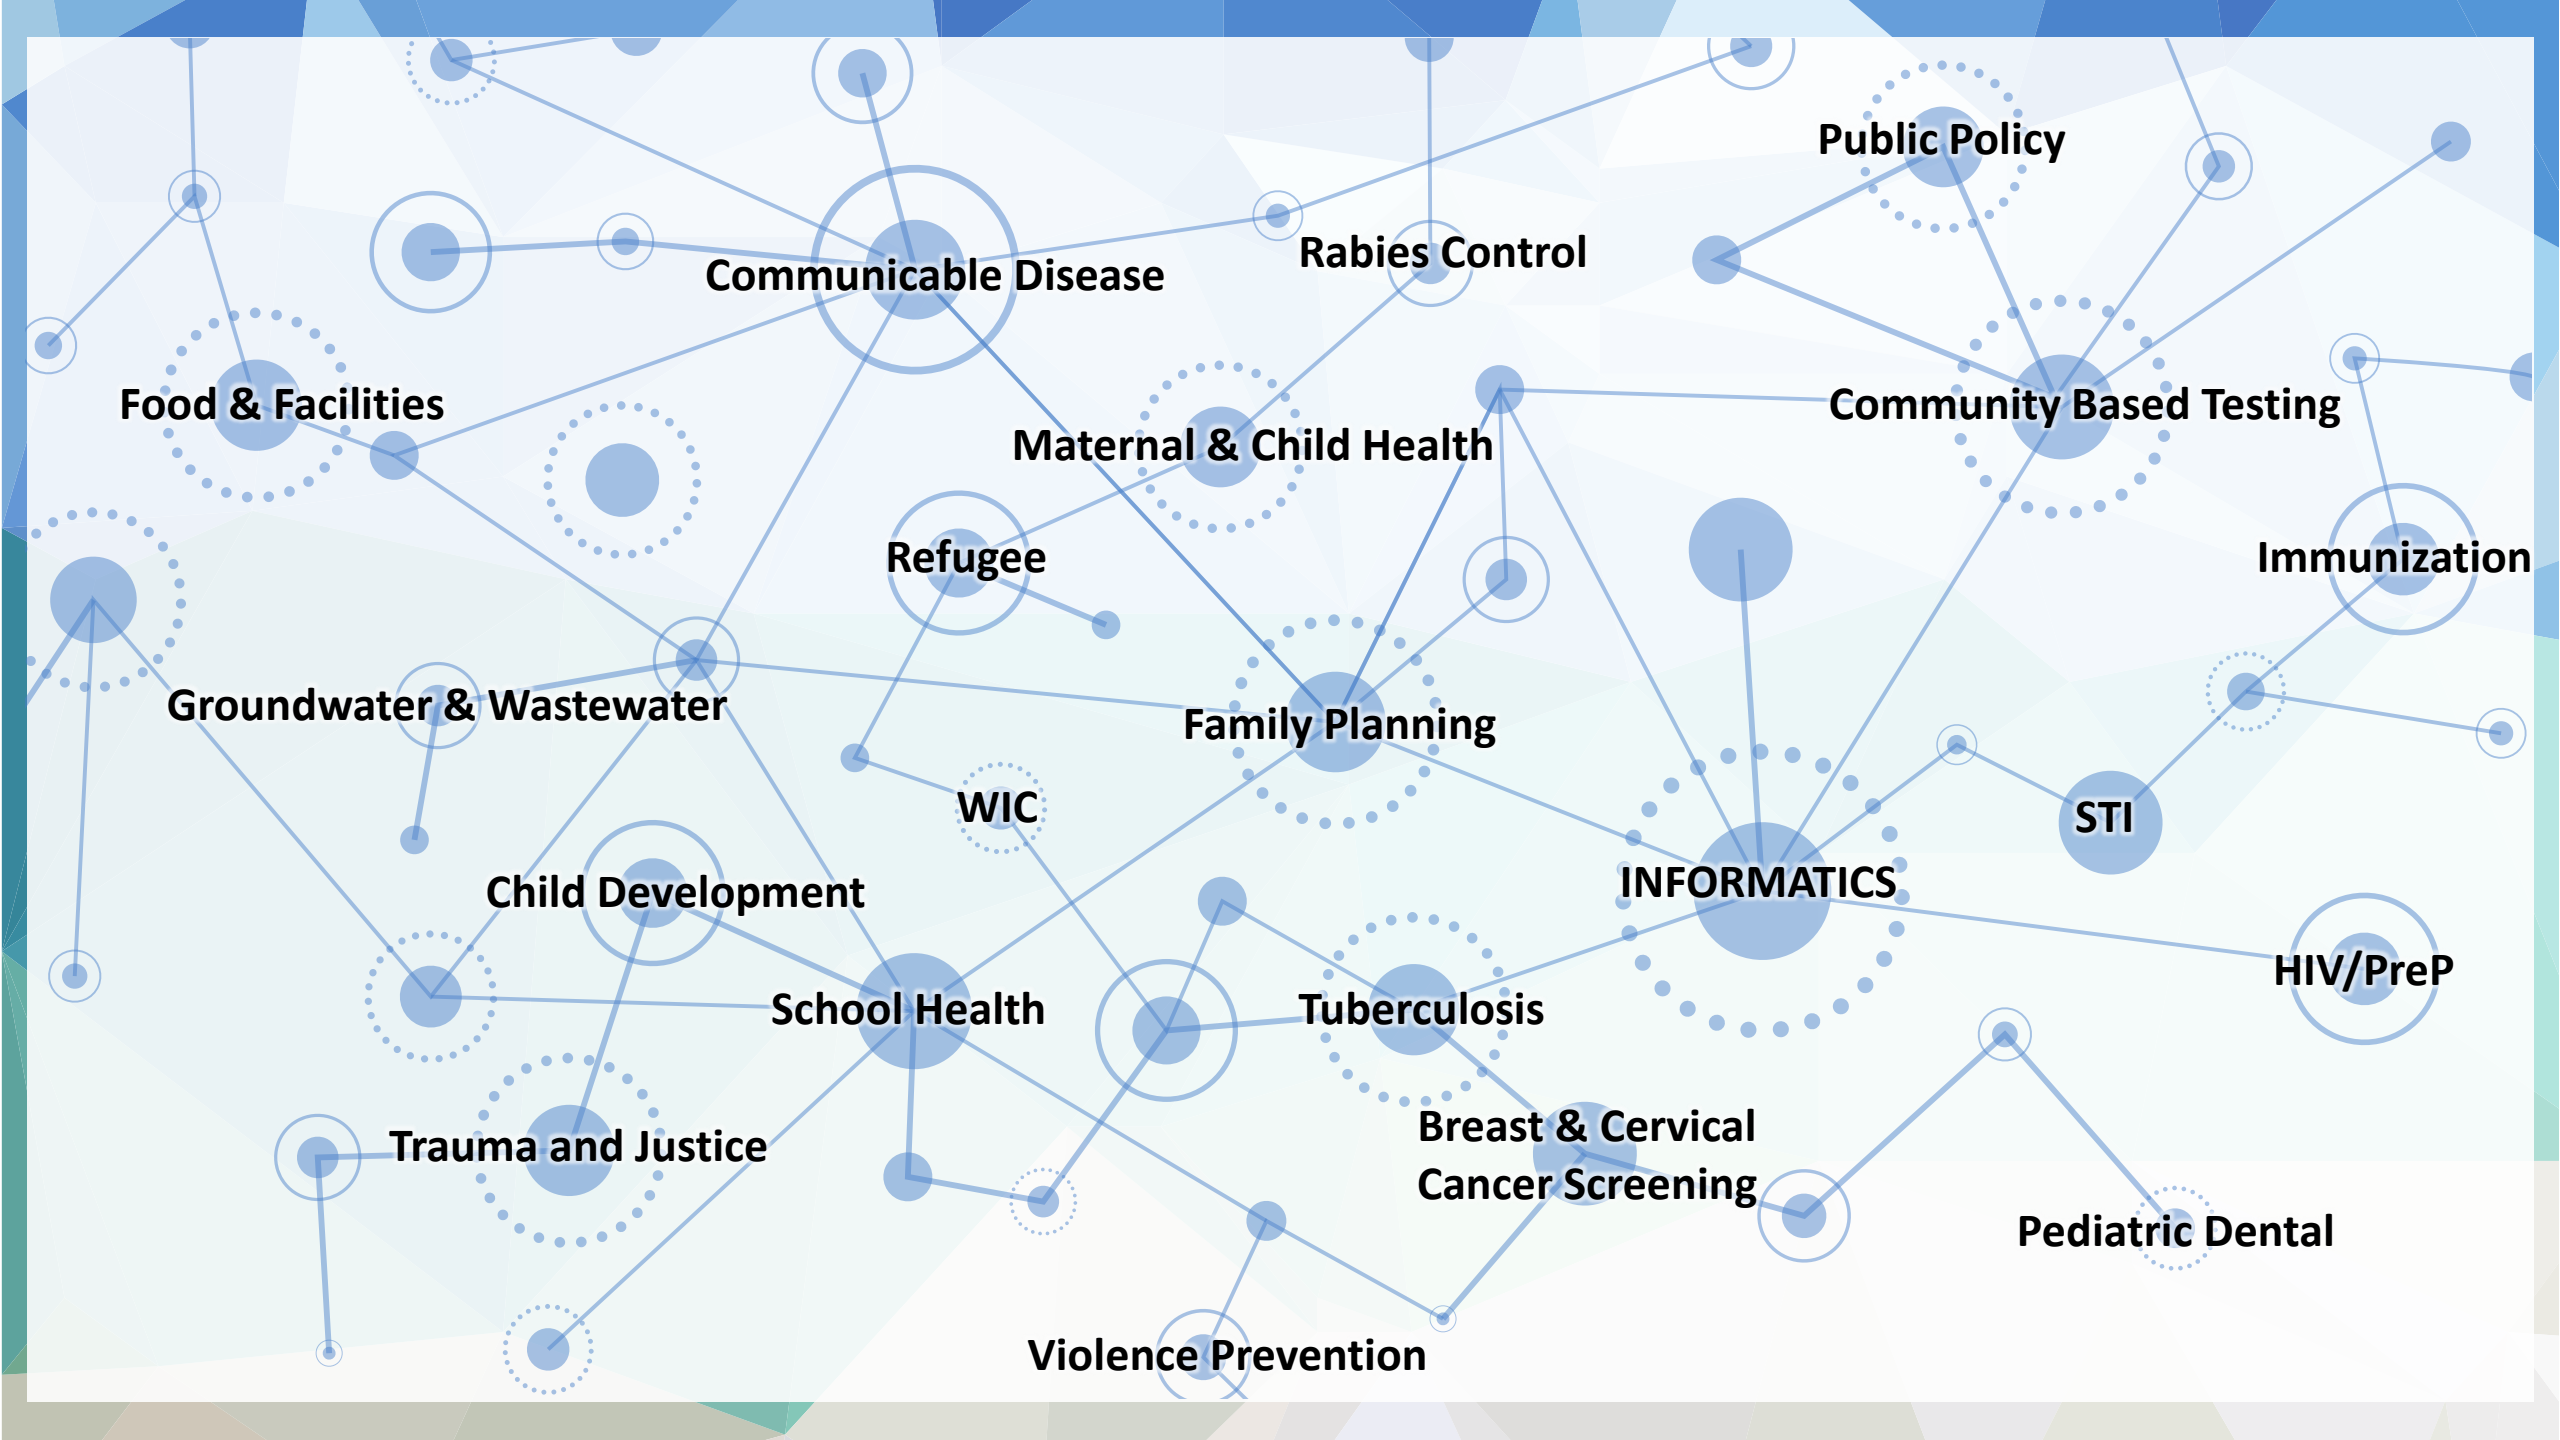 Public Policy
Rabies Control
Communicable Disease
Food & Facilities
Community Based Testing
Maternal & Child Health
Refugee
Immunization
Groundwater & Wastewater
Family Planning
WIC
STI
Child Development
INFORMATICS
HIV/PreP
School Health
Tuberculosis
Trauma and Justice
Breast & Cervical
Cancer Screening
Pediatric Dental
Violence Prevention